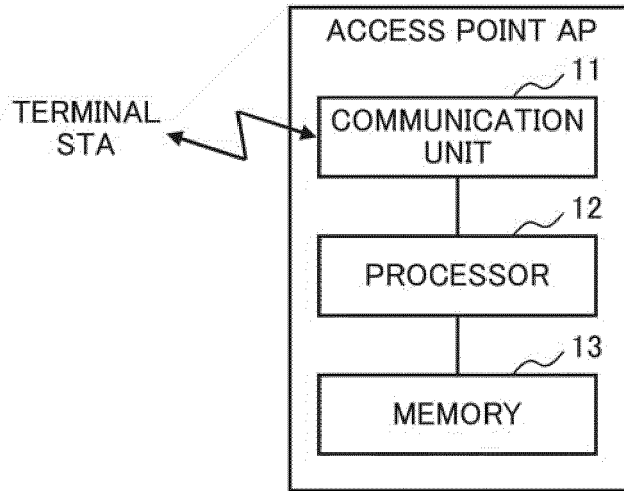 ACCESS POINT AP
11
TERMINAL
STA
COMMUNICATION
UNIT
12
PROCESSOR
13
MEMORY